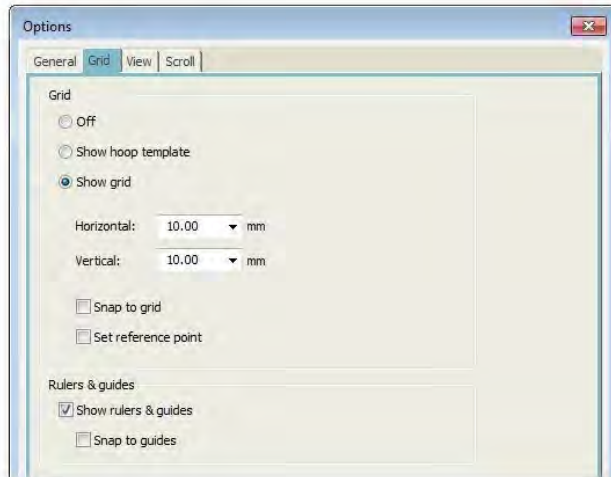 Options
General Grid View Scroll
Grid
Off
Show hoop template
Show grid
Horizontal: 10.00 mm
Vertical: 10.00 mm
Snap to grid
Set reference point
Rulers & guides
Show rulers & guides
Snap to guides